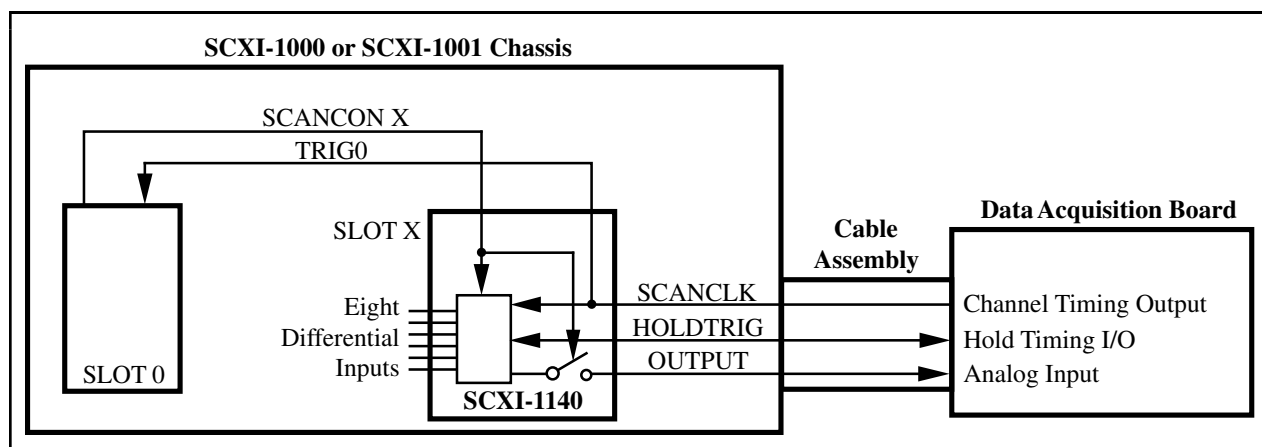 SCXI-1000 or SCXI-1001 Chassis
SCANCON X
TRIG0
SLOT 0
SLOT X
Eight
Differential
Inputs
SCXI-1140
SCANCLK
HOLDTRIG
OUTPUT
Cable
Assembly
Data Acquisition Board
Channel Timing Output
Hold Timing I/O
Analog Input